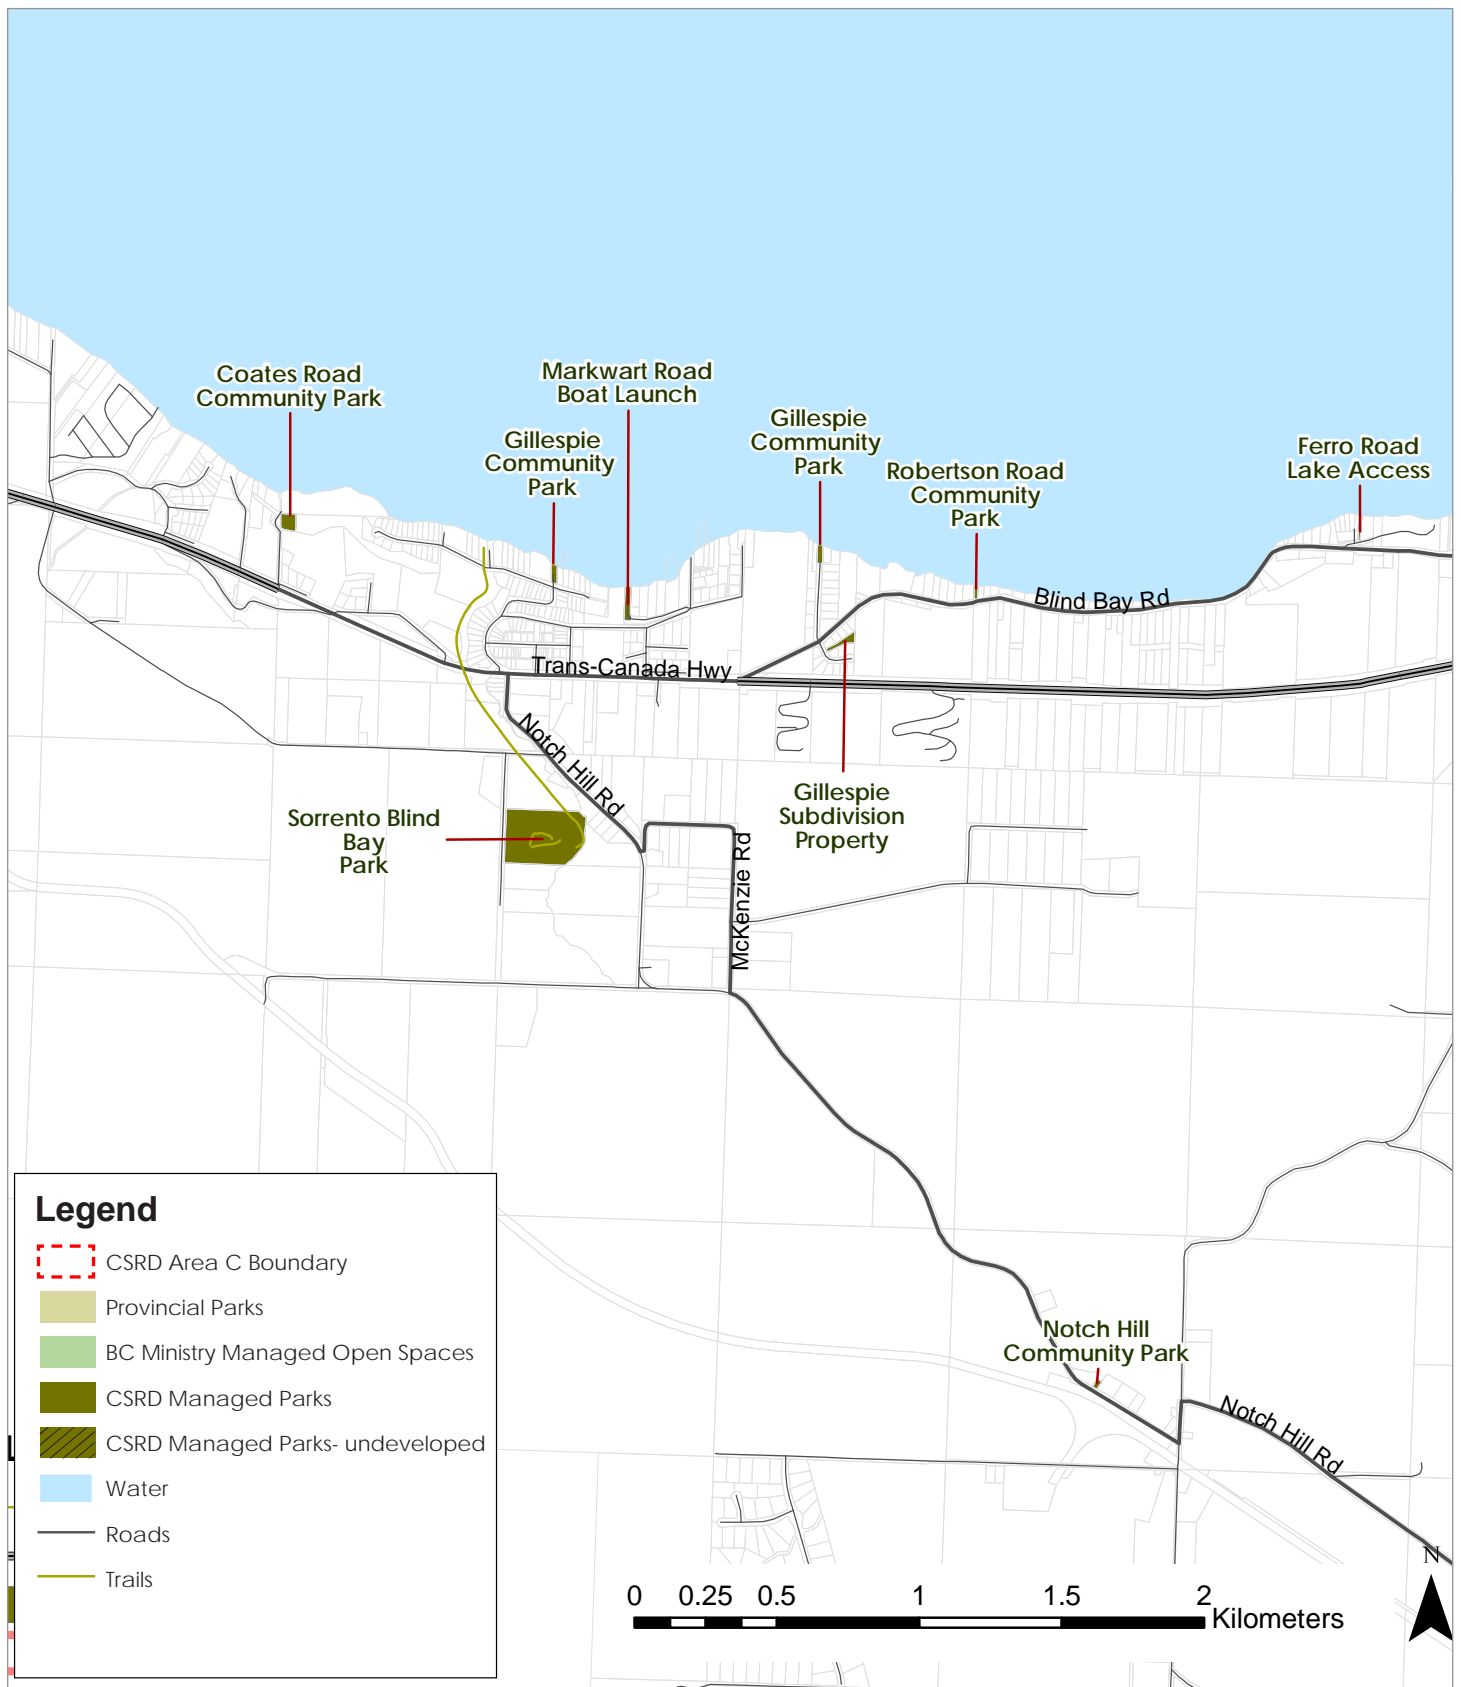 Coates Road
Community Park
Markwart Road
Boat Launch
Gillespie
Community
Park
Gillespie
Community
Park
Robertson Road
Community
Park
Ferro Road
Lake Access
Blind Bay Rd
Trans-Canada Hwy
Notch Hill Rd
Sorrento Blind
Bay
Park
Gillespie
Subdivision
Property
McKenzie Rd
Notch Hill
Community Park
Notch Hill Rd
Legend
CSRD Area C Boundary
Provincial Parks
BC Ministry Managed Open Spaces
CSRD Managed Parks
CSRD Managed Parks- undeveloped
Water
Roads
Trails
0 0.25 0.5 1 1.5 2
Kilometers
N